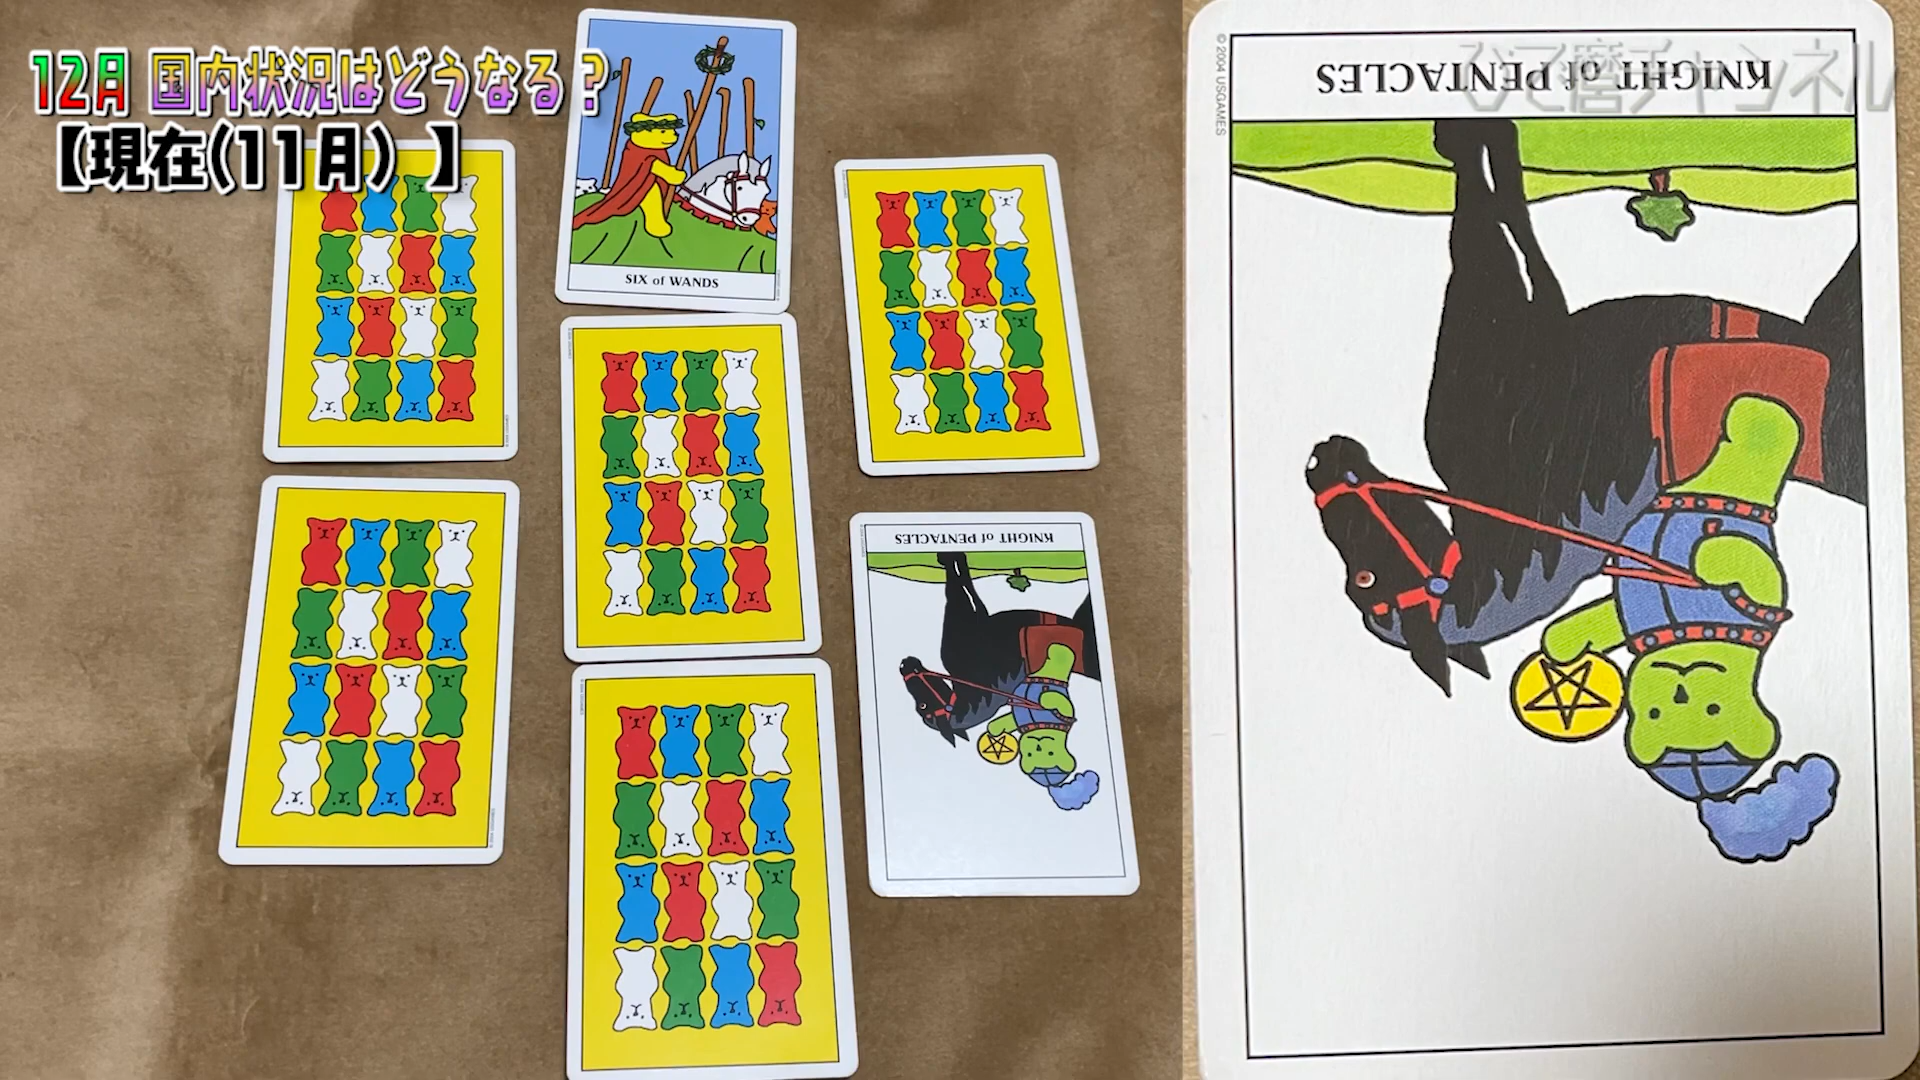 12月 国内状況はどうなる？
【現在(11月）】
SIX of WANDS
KNIGHT of PENTACLES
© 2004 USGAMES
KNIGHT of PENTACLES
ひで磨チャンネル